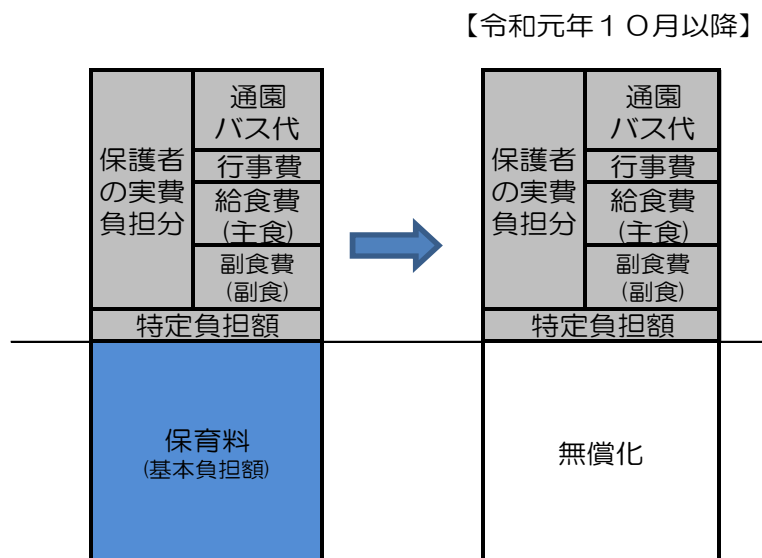 【令和元年１０月以降】
保護者
の実費
負担分
通園
バス代
行事費
給食費
(主食)
副食費
(副食)
特定負担額
保育料
(基本負担額)
保護者
の実費
負担分
通園
バス代
行事費
給食費
(主食)
副食費
(副食)
特定負担額
無償化